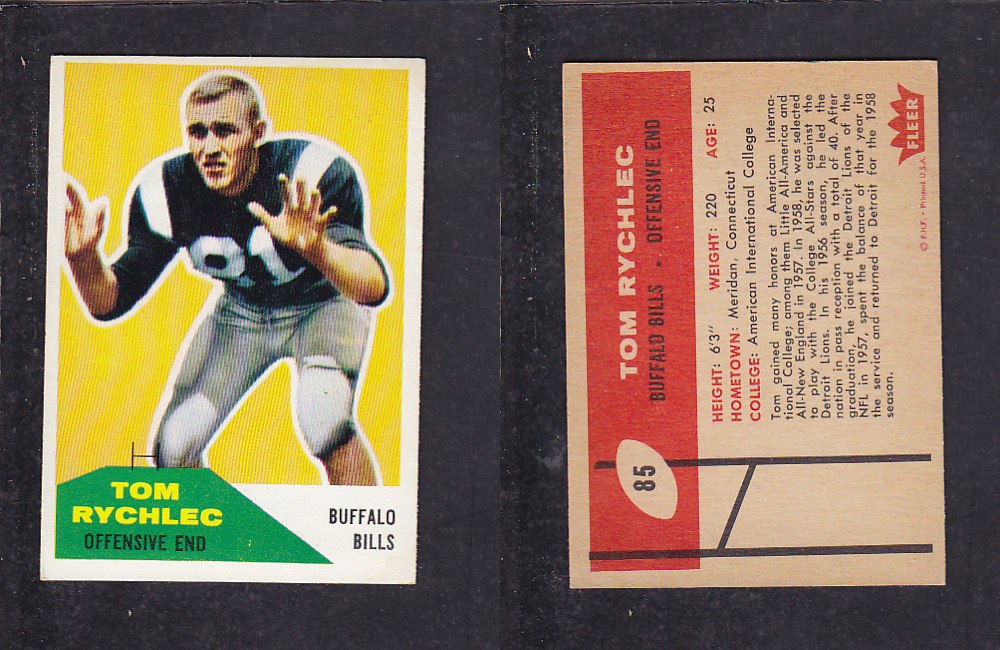 81
TOM
RYCHLEC
OFFENSIVE END
BUFFALO
BILLS
85
TOM RYCHLEC
BUFFALO BILLS - OFFENSIVE END
HEIGHT: 6'3" WEIGHT: 220 AGE: 25
HOMETOWN: Meridan, Connecticut
COLLEGE: American International College
Tom gained many honors at American Interna-
tional College; among them Little All-America and
All-New England in 1957. In 1958, he was selected
to play with the College All-Stars against the
Detroit Lions. In his 1956 season, he led the
nation in pass reception with a total of 40. After
graduation, he joined the Detroit Lions of the
NFL in 1957, spent the balance of that year in
the service and returned to Detroit for the 1958
season.
FLEER
© F.H.F. • Printed U.S.A.